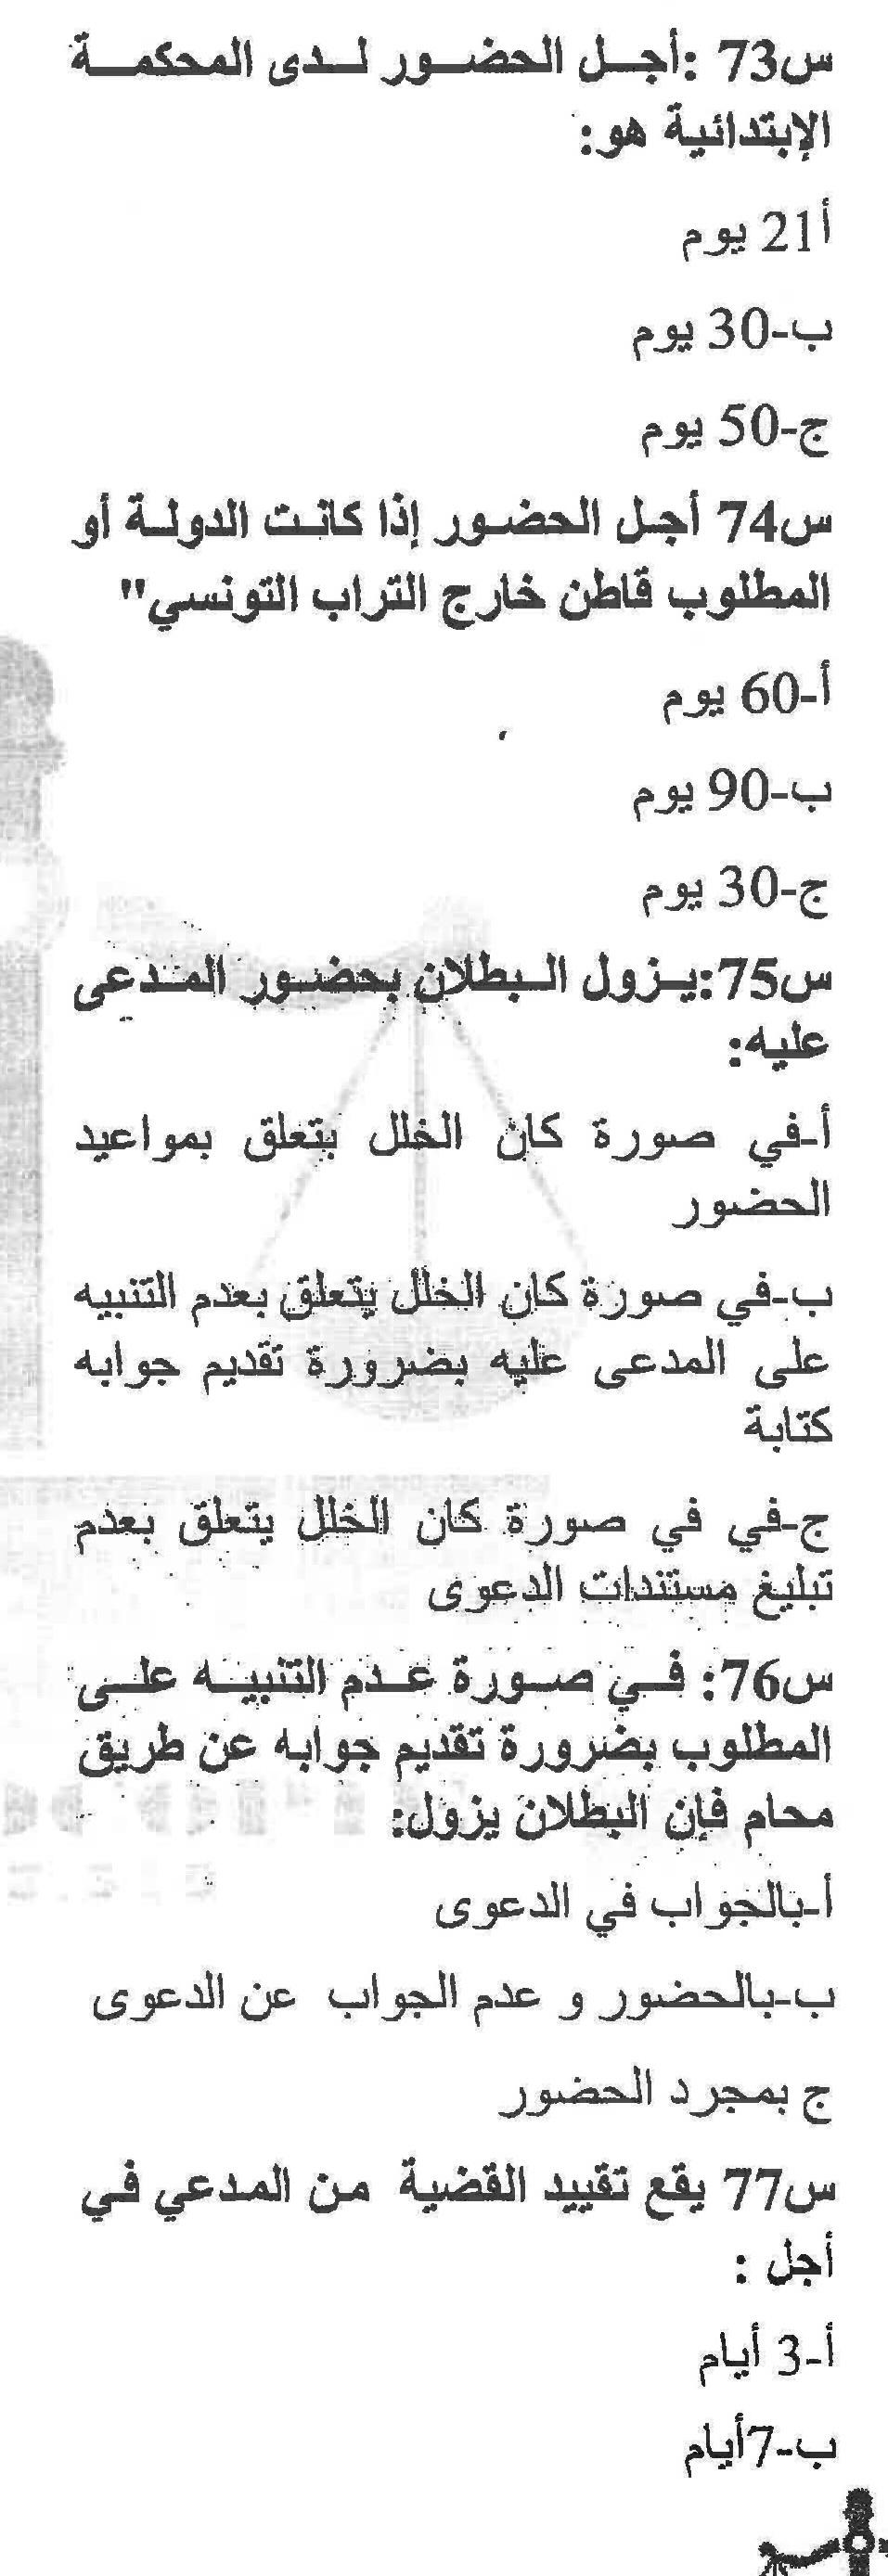 س73 :أجل الحضور لدى المحكمة
الإبتدائية هو:
أ21 يوم
ب-30 يوم
ج-50 يوم
س74 أجل الحضور إذا كانت الدولة أو
المطلوب قاطن خارج التراب التونسي"
أ-60 يوم
ب-90 يوم
ج-30 يوم
س75:يزول البطلان بحضور المدعى
عليه:
أ-في صورة كان الخلل يتعلق بمواعيد
الحضور
ب-في صورة كان الخلل يتعلق بعدم التنبيه
على المدعى عليه بضرورة تقديم جوابه
كتابة
ج-في في صورة كان الخلل يتعلق بعدم
تبليغ مستندات الدعوى
س76: في صورة عدم التنبيه على
المطلوب بضرورة تقديم جوابه عن طريق
محام فإن البطلان يزول:
أ-بالجواب في الدعوى
ب-بالحضور و عدم الجواب عن الدعوى
ج بمجرد الحضور
س77 يقع تقييد القضية من المدعي في
أجل :
أ-3 أيام
ب-7أيام